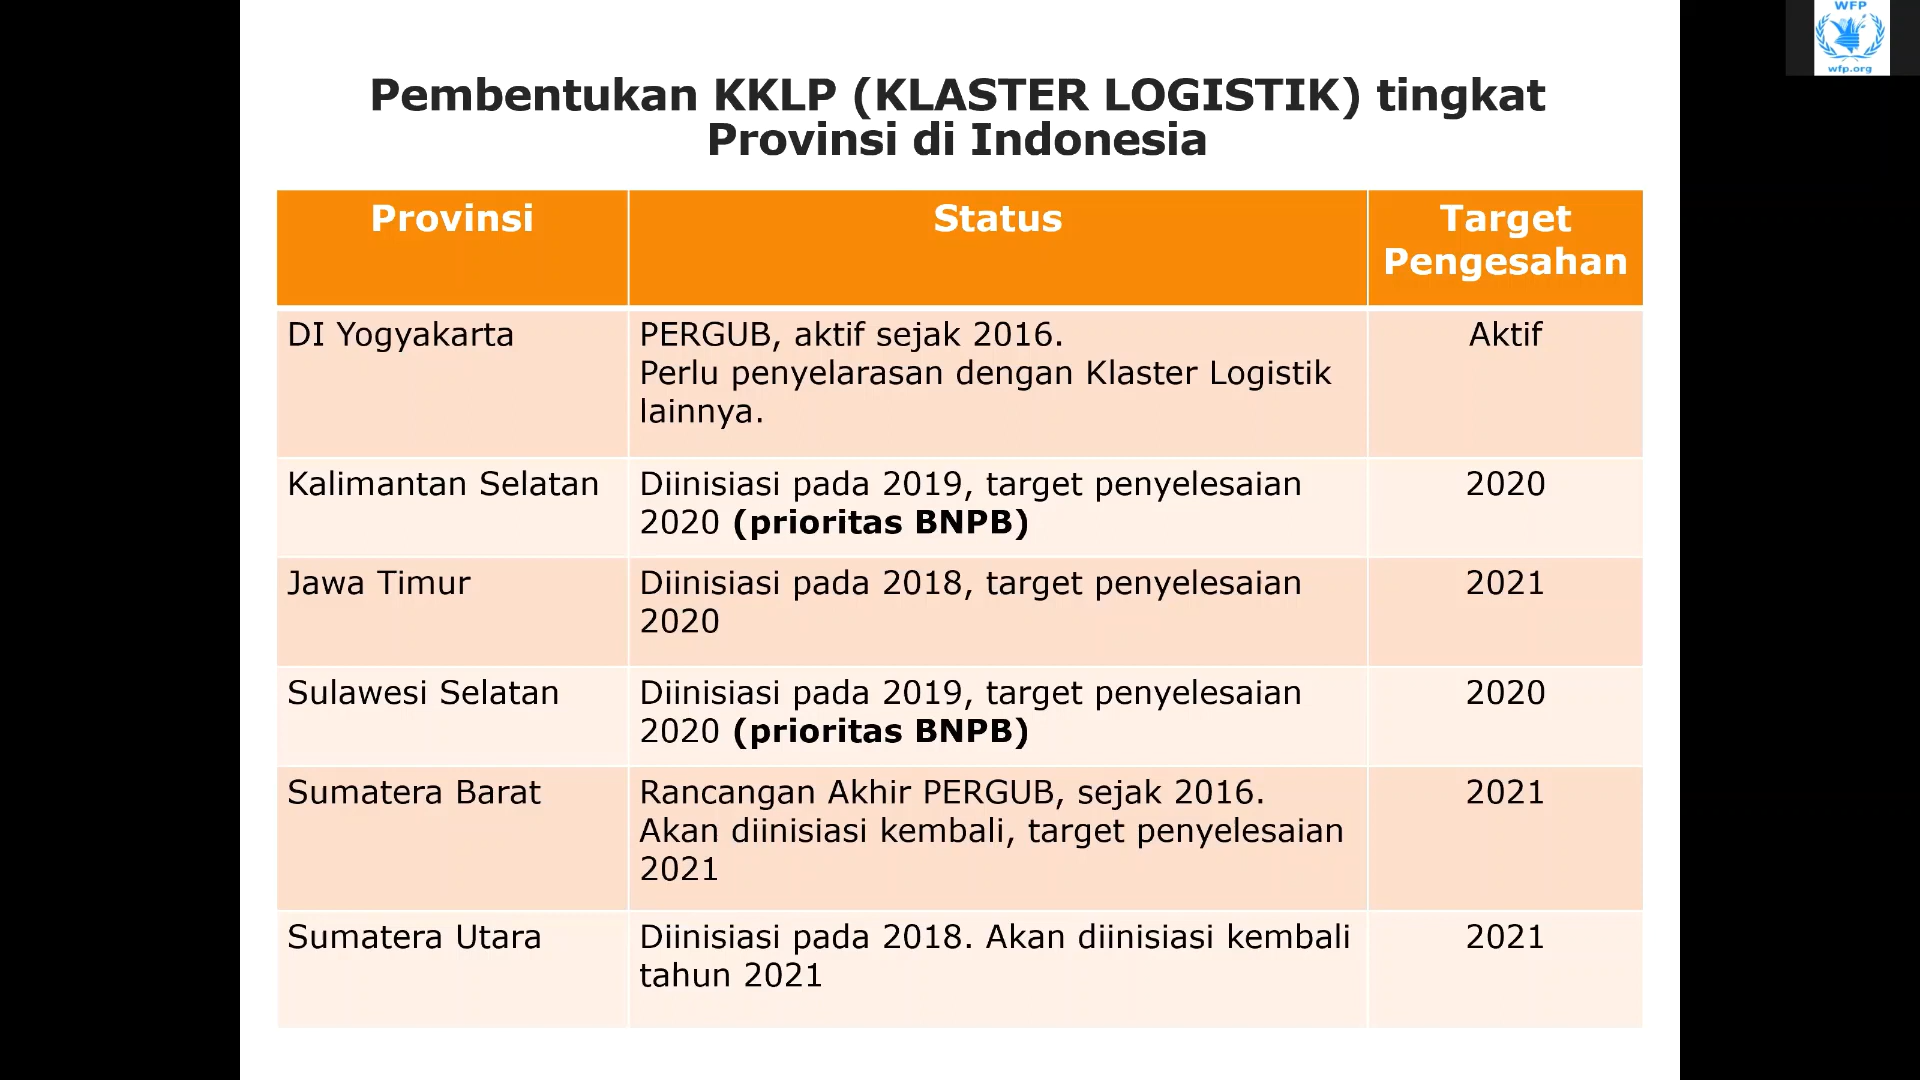 WFP
wfp.org
Pembentukan KKLP (KLASTER LOGISTIK) tingkat
Provinsi di Indonesia
Provinsi
Status
Target
Pengesahan
DI Yogyakarta
PERGUB, aktif sejak 2016.
Perlu penyelarasan dengan Klaster Logistik
lainnya.
Aktif
Kalimantan Selatan
Diinisiasi pada 2019, target penyelesaian
2020 (prioritas BNPB)
2020
Jawa Timur
Diinisiasi pada 2018, target penyelesaian
2020
2021
Sulawesi Selatan
Diinisiasi pada 2019, target penyelesaian
2020 (prioritas BNPB)
2020
Sumatera Barat
Rancangan Akhir PERGUB, sejak 2016.
Akan diinisiasi kembali, target penyelesaian
2021
2021
Sumatera Utara
Diinisiasi pada 2018. Akan diinisiasi kembali
tahun 2021
2021